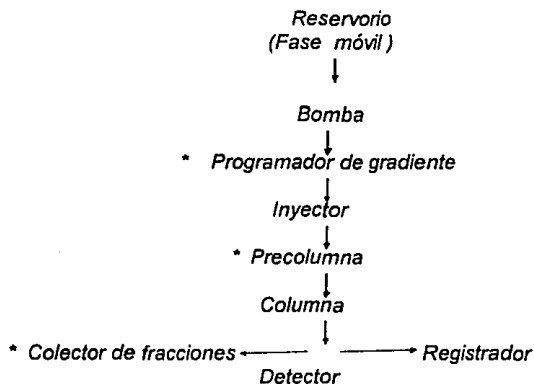 Reservorio
(Fase móvil)
Bomba
* Programador de gradiente
Inyector
* Precolumna
Columna
* Colector de fracciones
Registrador
Detector